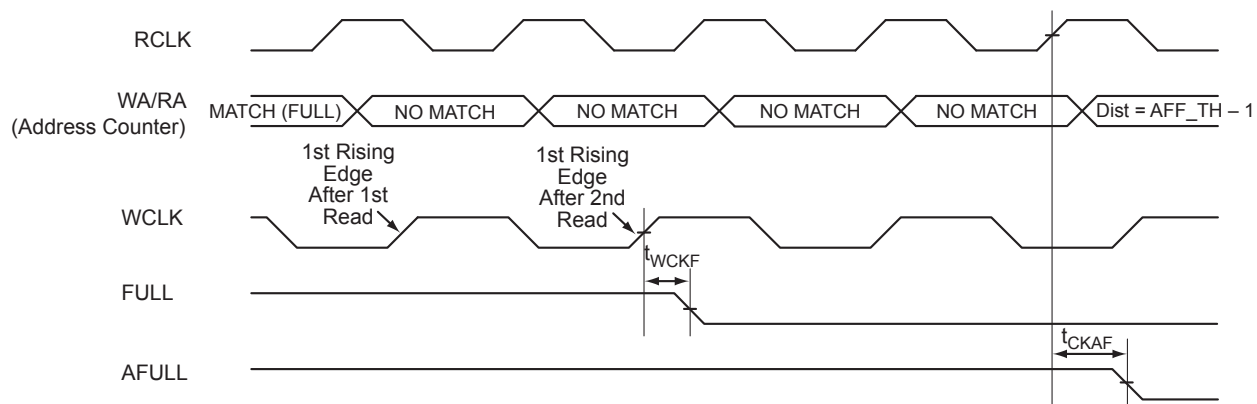 RCLK
WA/RA
(Address Counter)
MATCH (FULL)
NO MATCH
NO MATCH
NO MATCH
NO MATCH
Dist = AFF_TH – 1
1st Rising
Edge
After 1st
Read
1st Rising
Edge
After 2nd
Read
WCLK
tWCKF
FULL
tCKAF
AFULL